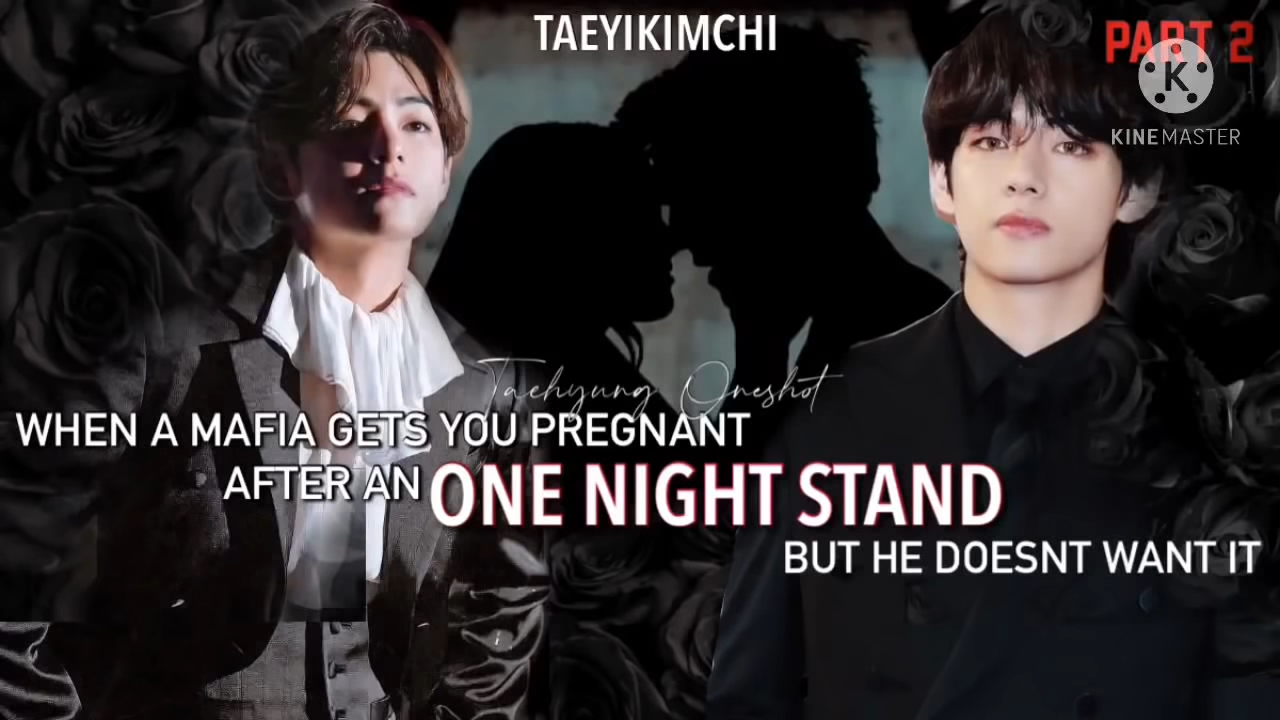 TAEYIKIMCHI
PART 2
K
KINEMASTER
Taehyung Oneshot
WHEN A MAFIA GETS YOU PREGNANT
AFTER AN ONE NIGHT STAND
BUT HE DOESNT WANT IT